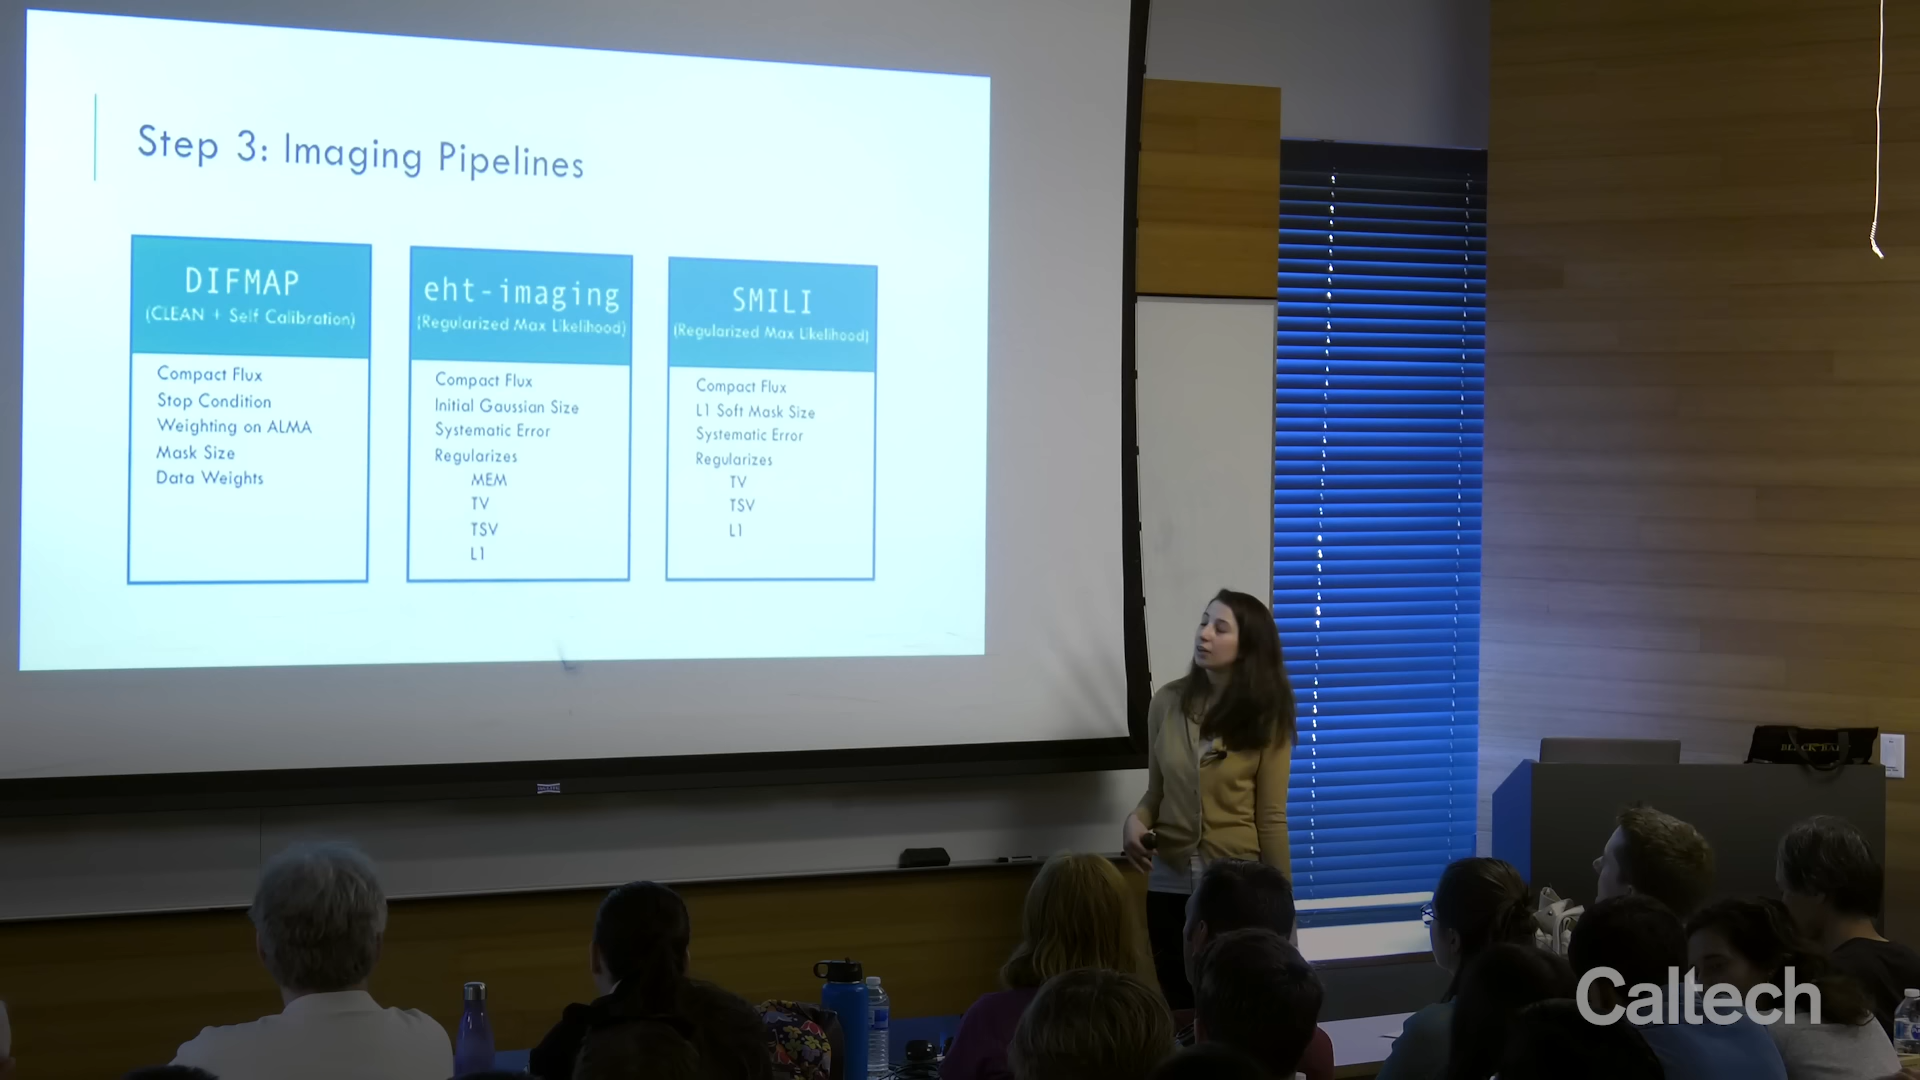 Step 3: Imaging Pipelines
DIFMAP
(CLEAN + Self Calibration)
Compact Flux
Stop Condition
Weighting on ALMA
Mask Size
Data Weights
eht-imaging
(Regularized Max Likelihood)
Compact Flux
Initial Gaussian Size
Systematic Error
Regularizes
MEM
TV
TSV
L1
SMILI
(Regularized Max Likelihood)
Compact Flux
L1 Soft Mask Size
Systematic Error
Regularizes
TV
TSV
L1
Caltech